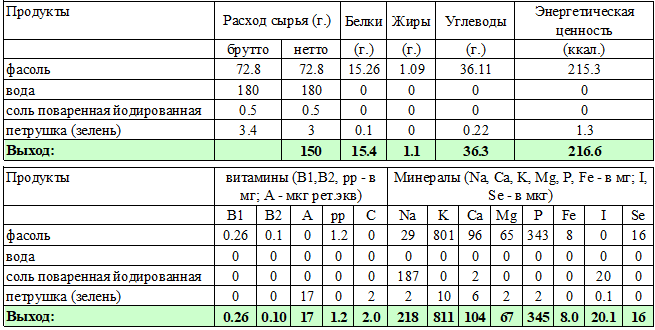 Продукты Расход сырья (г.) Белки Жиры Углеводы Энергетическая ценность
брутто нетто (г.) (г.) (г.) (ккал.)
фасоль 72.8 72.8 15.26 1.09 36.11 215.3
вода 180 180 0 0 0 0
соль поваренная йодированная 0.5 0.5 0 0 0 0
петрушка (зелень) 3.4 3 0.1 0 0.22 1.3
Выход: 150 15.4 1.1 36.3 216.6
Продукты витамины (В1,В2, рр - в мг; А - мкг рет.экв) Минералы (Na, Ca, K, Mg, P, Fe - в мг; I, Se - в мкг)
В1 В2 А рр С Na K Ca Mg P Fe I Se
фасоль 0.26 0.1 0 1.2 0 29 801 96 65 343 8 0 16
вода 0 0 0 0 0 0 0 0 0 0 0 0 0
соль поваренная йодированная 0 0 0 0 0 187 0 2 0 0 0 20 0
петрушка (зелень) 0 0 17 0 2 2 10 6 2 2 0 0.1 0
Выход: 0.26 0.10 17 1.2 2.0 218 811 104 67 345 8.0 20.1 16